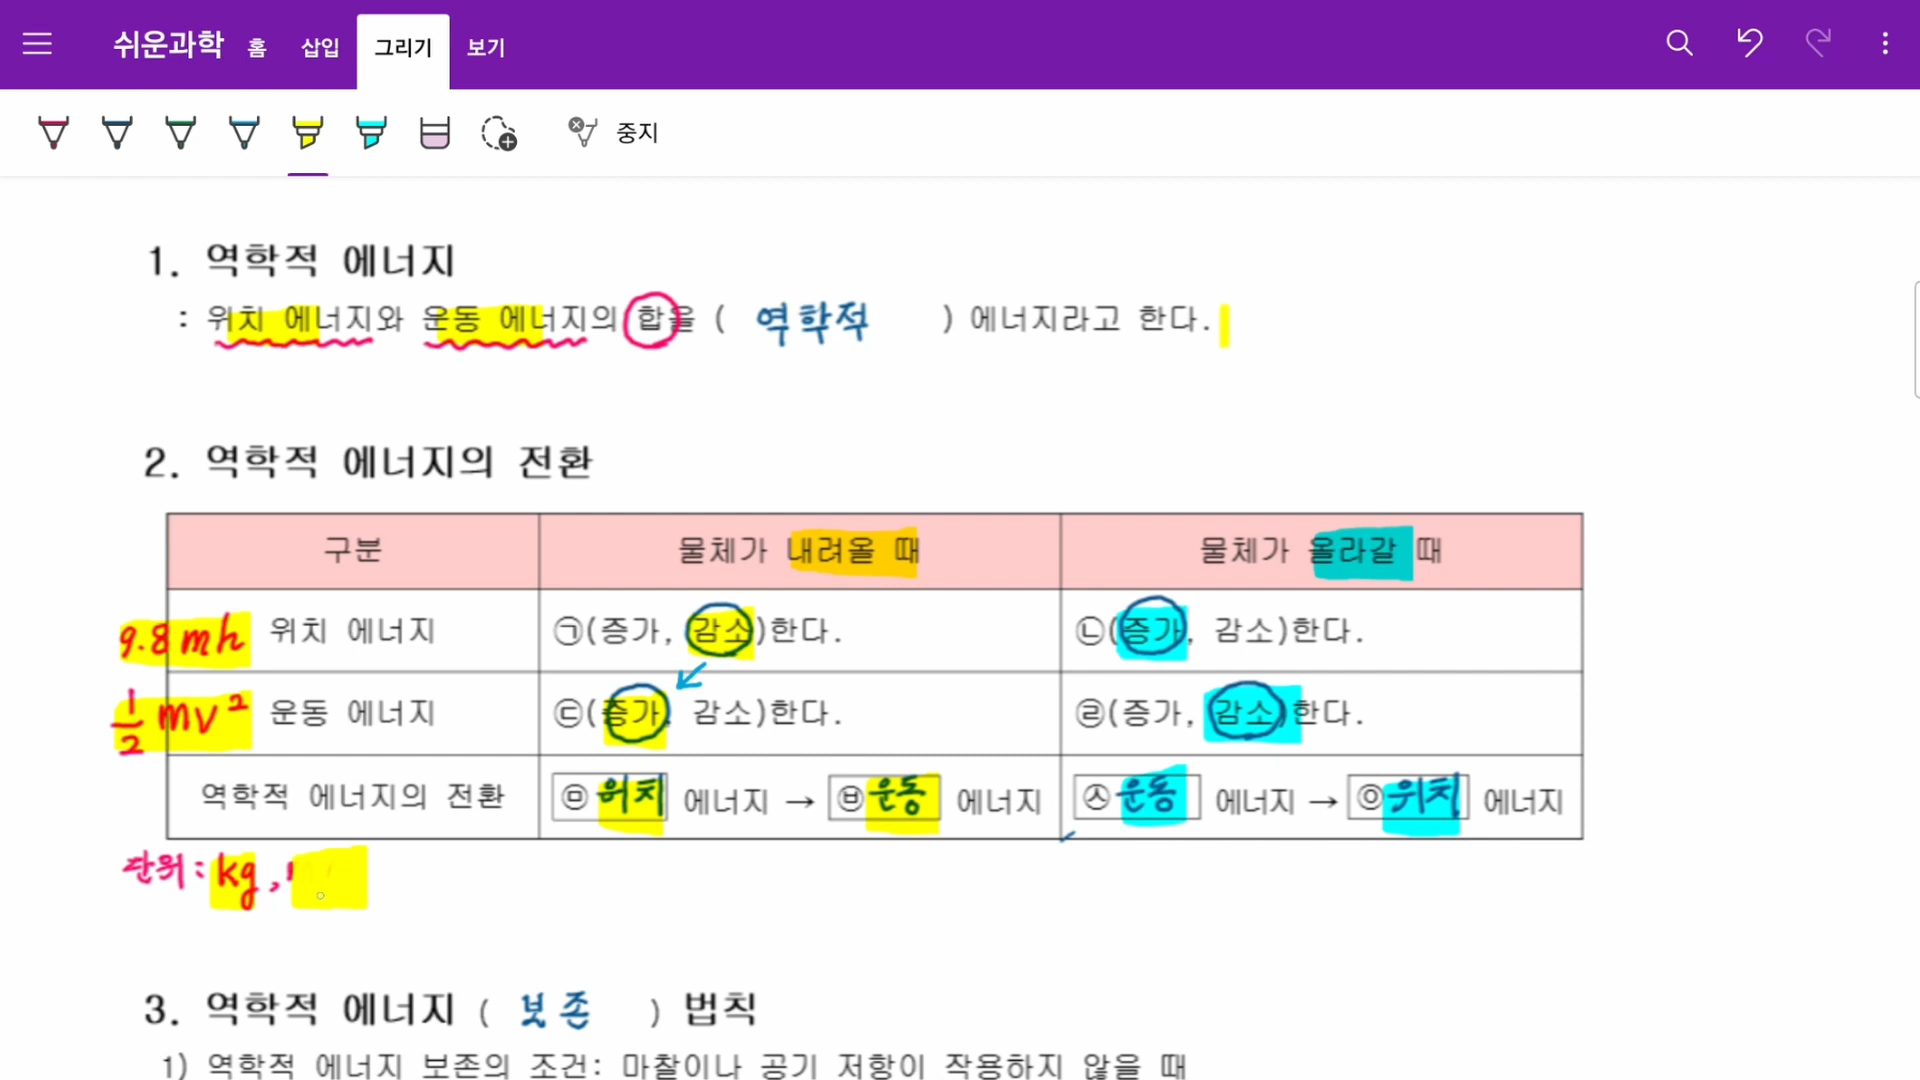 쉬운과학 홈 삽입 그리기 보기
중지
1. 역학적 에너지
: 위치 에너지와 운동 에너지의 합을 ( 역학적 ) 에너지라고 한다.
2. 역학적 에너지의 전환
구분 물체가 내려올 때 물체가 올라갈 때
9.8mh 위치 에너지 ㉠(증가, 감소)한다. ㉡(증가, 감소)한다.
½mv² 운동 에너지 ㉢(증가, 감소)한다. ㉣(증가, 감소)한다.
역학적 에너지의 전환 ㉤ 위치 에너지 → ㉥ 운동 에너지 ㉦ 운동 에너지 → ㉧ 위치 에너지
단위: kg,
3. 역학적 에너지 ( 보존 ) 법칙
1) 역학적 에너지 보존의 조건: 마찰이나 공기 저항이 작용하지 않을 때